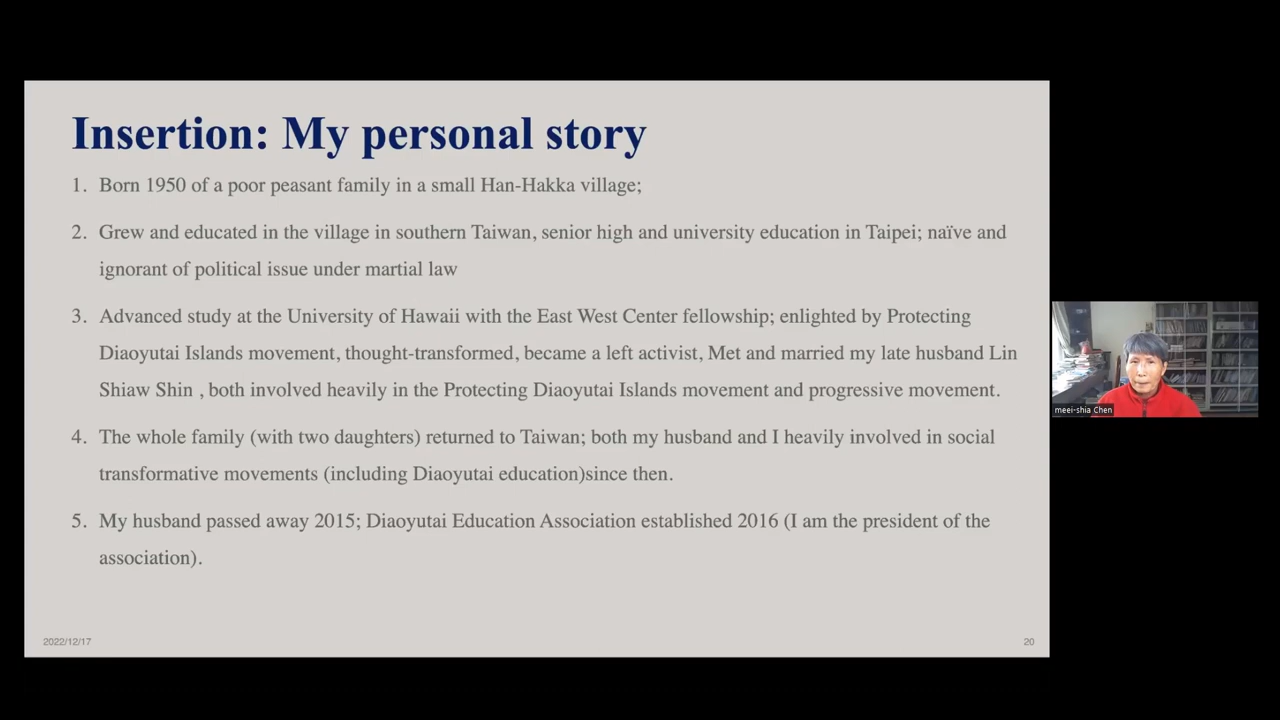 Insertion: My personal story
1. Born 1950 of a poor peasant family in a small Han-Hakka village;
2. Grew and educated in the village in southern Taiwan, senior high and university education in Taipei; naïve and
ignorant of political issue under martial law
3. Advanced study at the University of Hawaii with the East West Center fellowship; enlighted by Protecting
Diaoyutai Islands movement, thought-transformed, became a left activist, Met and married my late husband Lin
Shiaw Shin , both involved heavily in the Protecting Diaoyutai Islands movement and progressive movement.
4. The whole family (with two daughters) returned to Taiwan; both my husband and I heavily involved in social
transformative movements (including Diaoyutai education)since then.
5. My husband passed away 2015; Diaoyutai Education Association established 2016 (I am the president of the
association).
2022/12/17
20
meei-shia Chen